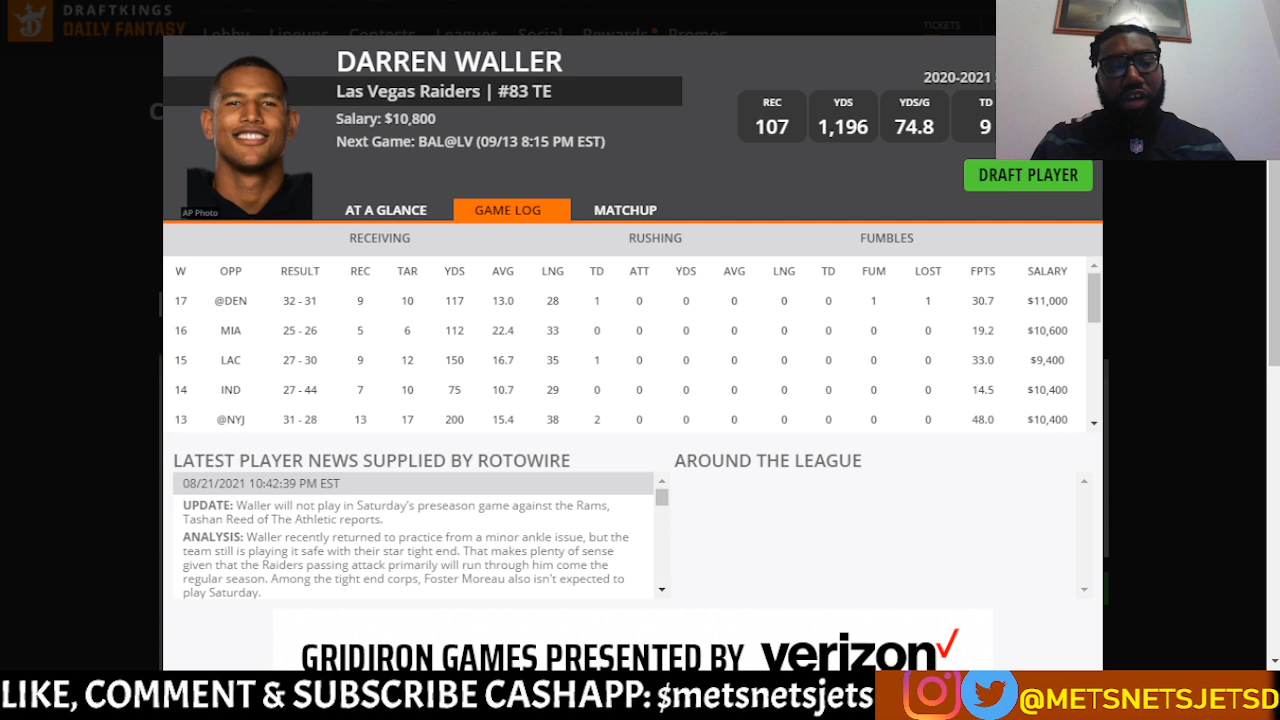 DRAFTKINGS
DAILY FANTASY
Lobby Lineups Contests Leagues Social Rewards Promos
TICKETS
DARREN WALLER
Las Vegas Raiders | #83 TE
Salary: $10,800
Next Game: BAL@LV (09/13 8:15 PM EST)
2020-2021
REC YDS YDS/G TD
107 1,196 74.8 9
DRAFT PLAYER
AP Photo
AT A GLANCE GAME LOG MATCHUP
RECEIVING RUSHING FUMBLES
W OPP RESULT REC TAR YDS AVG LNG TD ATT YDS AVG LNG TD FUM LOST FPTS SALARY
17 @DEN 32 - 31 9 10 117 13.0 28 1 0 0 0 0 0 1 1 30.7 $11,000
16 MIA 25 - 26 5 6 112 22.4 33 0 0 0 0 0 0 0 0 19.2 $10,600
15 LAC 27 - 30 9 12 150 16.7 35 1 0 0 0 0 0 0 0 33.0 $9,400
14 IND 27 - 44 7 10 75 10.7 29 0 0 0 0 0 0 0 0 14.5 $10,400
13 @NYJ 31 - 28 13 17 200 15.4 38 2 0 0 0 0 0 0 0 48.0 $10,400
LATEST PLAYER NEWS SUPPLIED BY ROTOWIRE
AROUND THE LEAGUE
08/21/2021 10:42:39 PM EST
UPDATE: Waller will not play in Saturday's preseason game against the Rams,
Tashan Reed of The Athletic reports.
ANALYSIS: Waller recently returned to practice from a minor ankle issue, but the
team still is playing it safe with their star tight end. That makes plenty of sense
given that the Raiders passing attack primarily will run through him come the
regular season. Among the tight end corps, Foster Moreau also isn't expected to
play Saturday.
GRIDIRON GAMES PRESENTED BY verizon✓
LIKE, COMMENT & SUBSCRIBE CASHAPP: $metsnetsjets
@METSNETSJETSD